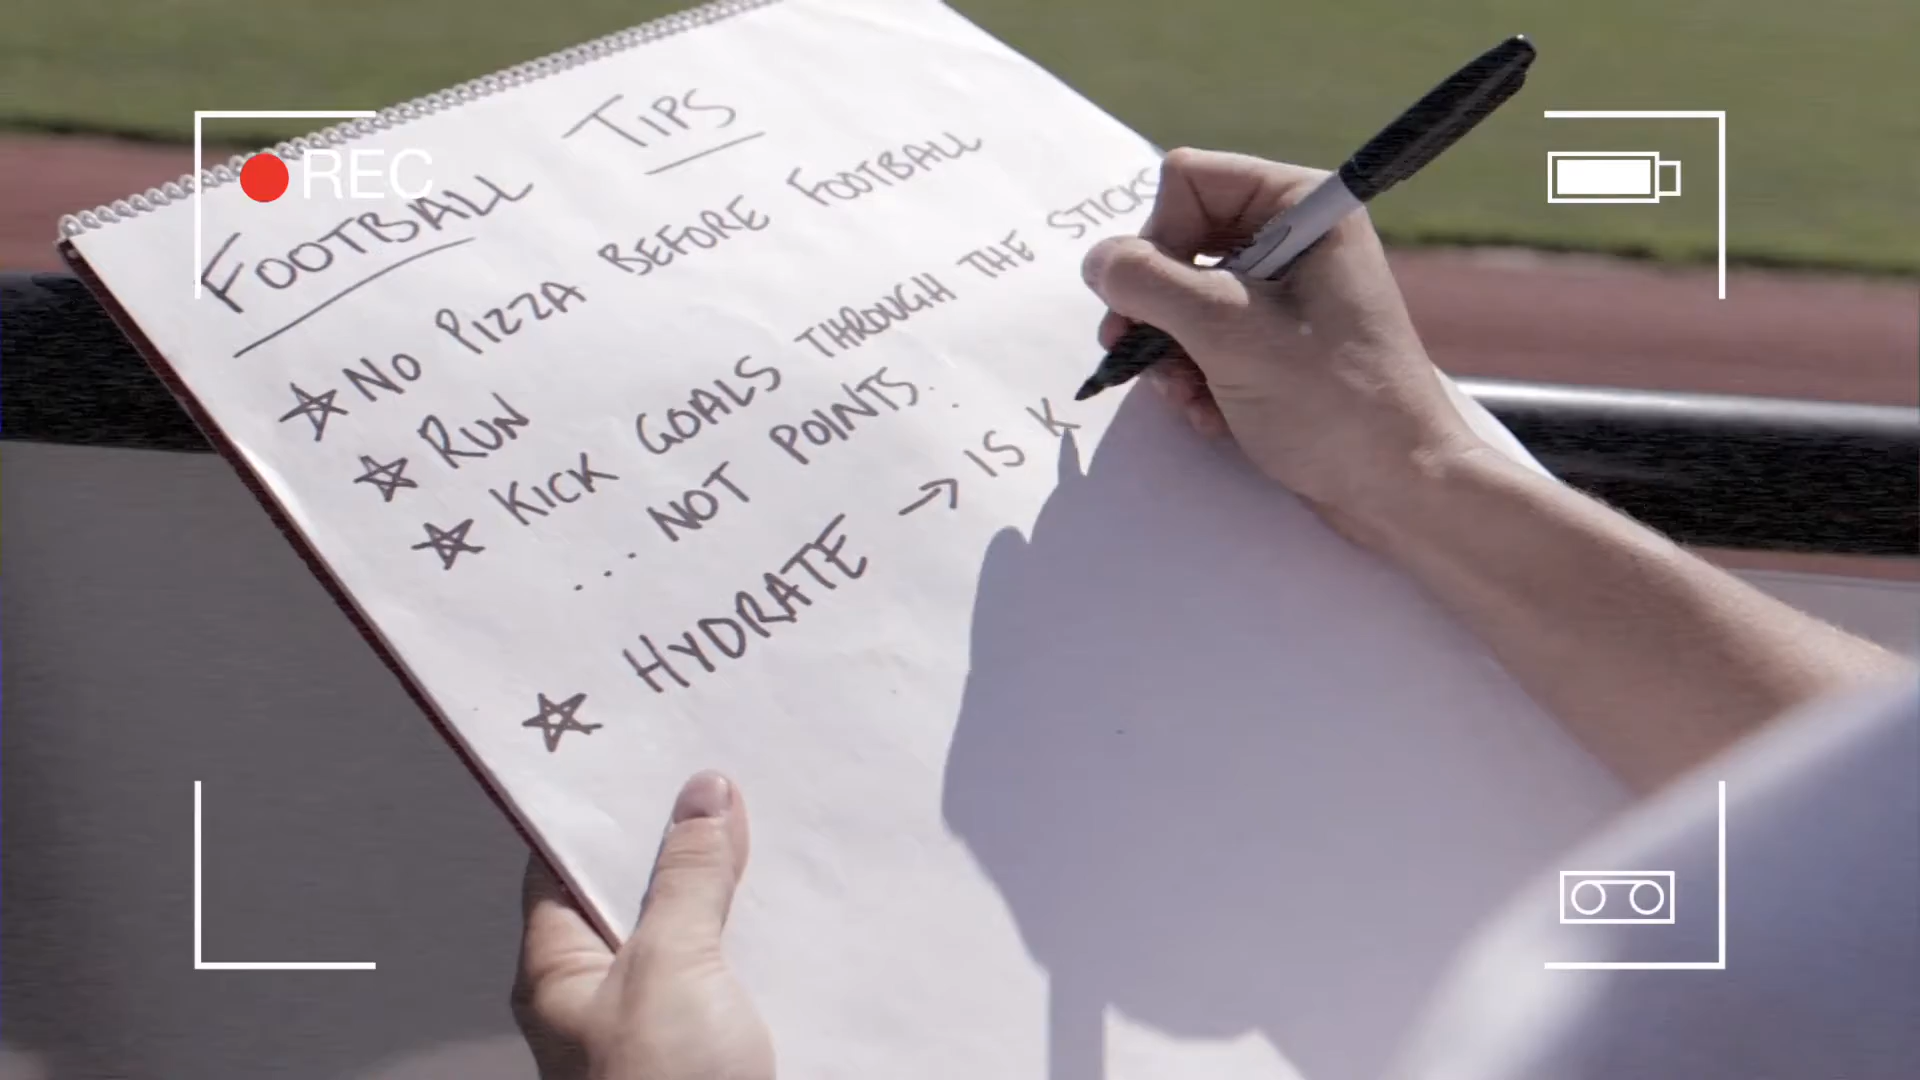 REC
FOOTBALL TIPS
☆ NO PIZZA BEFORE FOOTBALL
☆ RUN
☆ KICK GOALS THROUGH THE STICKS
... NOT POINTS.
☆ HYDRATE → IS K